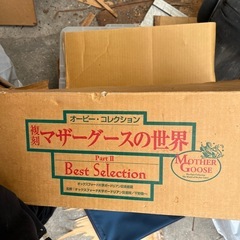 オーピー・コレクション
復刻 マザーグースの世界
Part II
Best Selection
MOTHER GOOSE